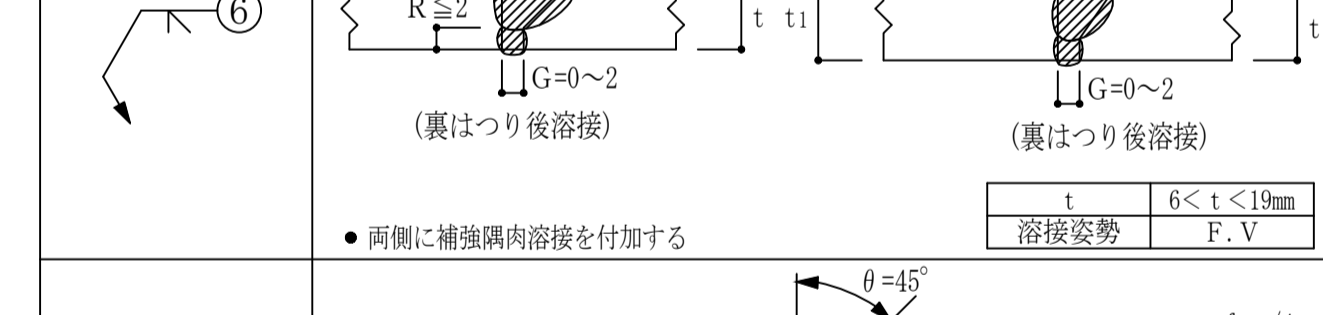 ⑥
R≦2
t t1
t
G=0～2
G=0～2
(裏はつり後溶接)
(裏はつり後溶接)
t 6< t <19mm
溶接姿勢 F.V
● 両側に補強隅肉溶接を付加する
θ=45°